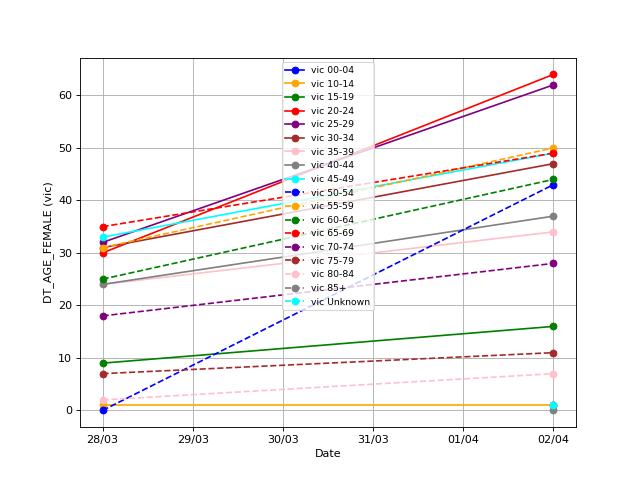 DT_AGE_FEMALE (vic)
60
50
40
30
20
10
0
vic 00-04
vic 10-14
vic 15-19
vic 20-24
vic 25-29
vic 30-34
vic 35-39
vic 40-44
vic 45-49
vic 50-54
vic 55-59
vic 60-64
vic 65-69
vic 70-74
vic 75-79
vic 80-84
vic 85+
vic Unknown
28/03 29/03 30/03 31/03 01/04 02/04
Date